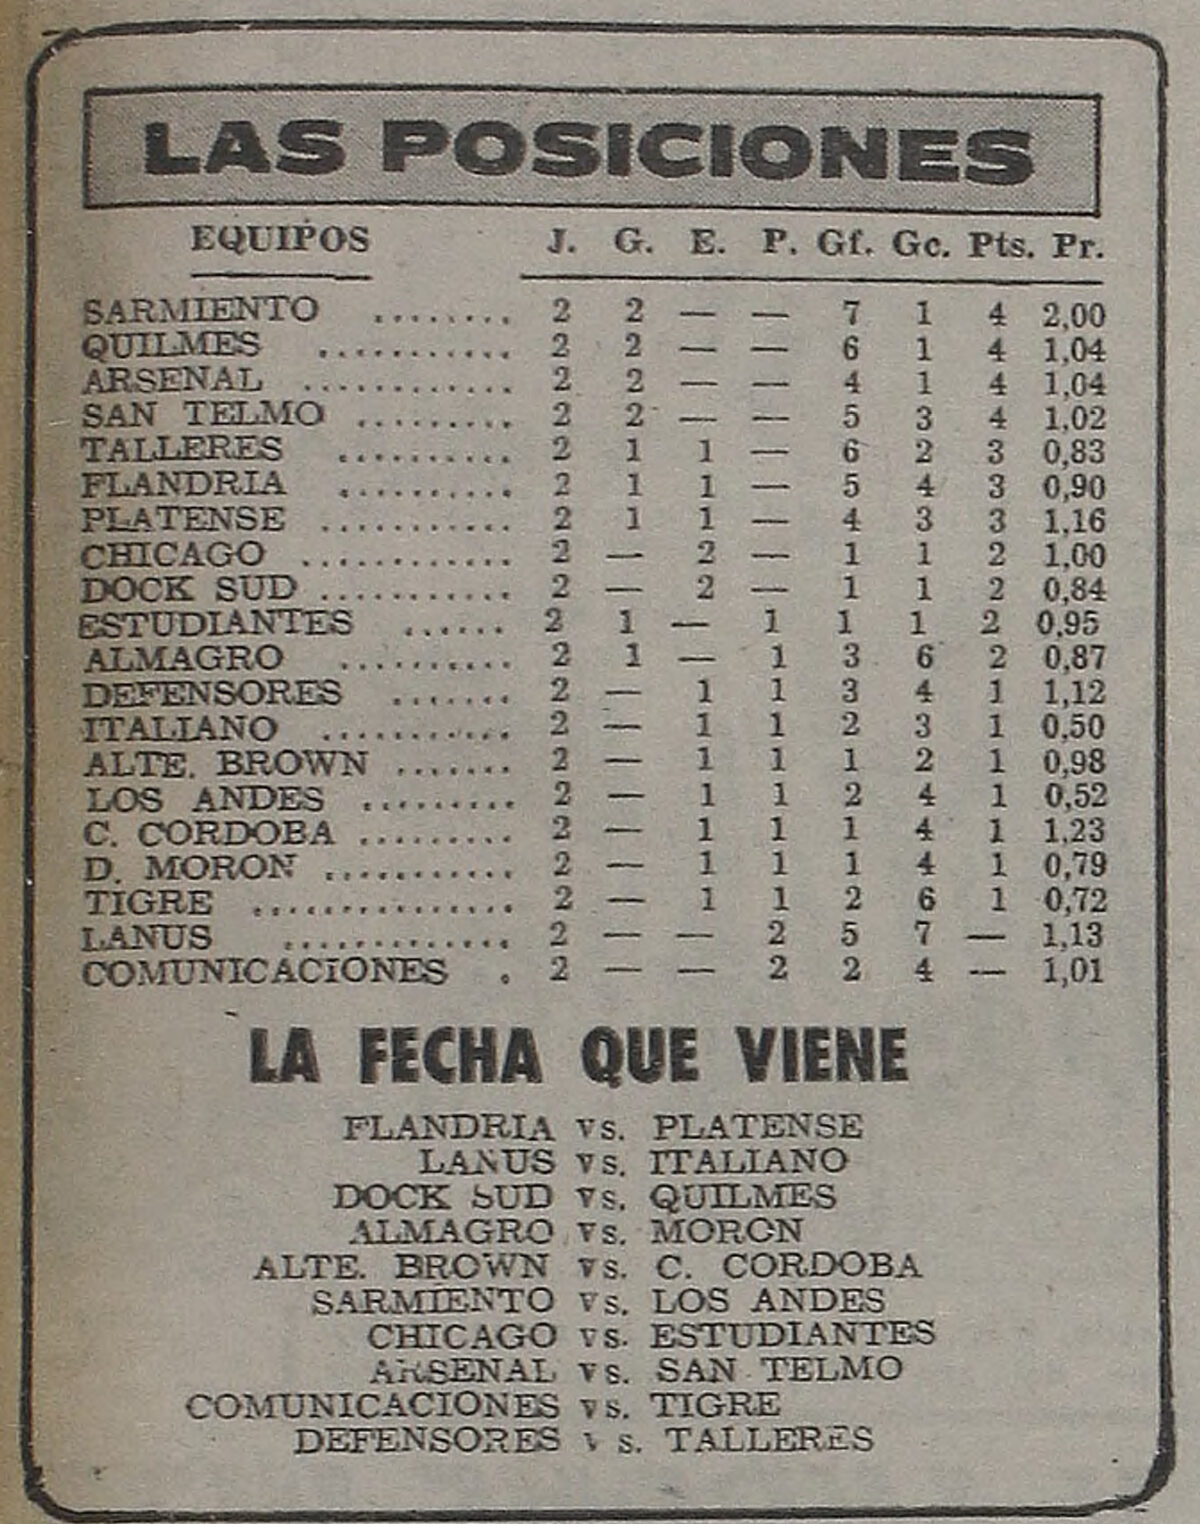 LAS POSICIONES
EQUIPOS J. G. E. P. Gf. Gc. Pts. Pr.
SARMIENTO ........ 2 2 — — 7 1 4 2,00
QUILMES ............ 2 2 — — 6 1 4 1,04
ARSENAL ............. 2 2 — — 4 1 4 1,04
SAN TELMO ......... 2 2 — — 5 3 4 1,02
TALLERES .......... 2 1 1 — 6 2 3 0,83
FLANDRIA .......... 2 1 1 — 5 4 3 0,90
PLATENSE ........... 2 1 1 — 4 3 3 1,16
CHICAGO ............. 2 — 2 — 1 1 2 1,00
DOCK SUD ........... 2 — 2 — 1 1 2 0,84
ESTUDIANTES ...... 2 1 — 1 1 1 2 0,95
ALMAGRO .......... 2 1 — 1 3 6 2 0,87
DEFENSORES ....... 2 — 1 1 3 4 1 1,12
ITALIANO ........... 2 — 1 1 2 3 1 0,50
ALTE. BROWN ....... 2 — 1 1 1 2 1 0,98
LOS ANDES ......... 2 — 1 1 2 4 1 0,52
C. CORDOBA ......... 2 — 1 1 1 4 1 1,23
D. MORON ........... 2 — 1 1 1 4 1 0,79
TIGRE ................ 2 — 1 1 2 6 1 0,72
LANUS .............. 2 — — 2 5 7 — 1,13
COMUNICACIONES . 2 — — 2 2 4 — 1,01
LA FECHA QUE VIENE
FLANDRIA vs. PLATENSE
LANUS vs. ITALIANO
DOCK SUD vs. QUILMES
ALMAGRO vs. MORON
ALTE. BROWN vs. C. CORDOBA
SARMIENTO vs. LOS ANDES
CHICAGO vs. ESTUDIANTES
ARSENAL vs. SAN TELMO
COMUNICACIONES vs. TIGRE
DEFENSORES vs. TALLERES